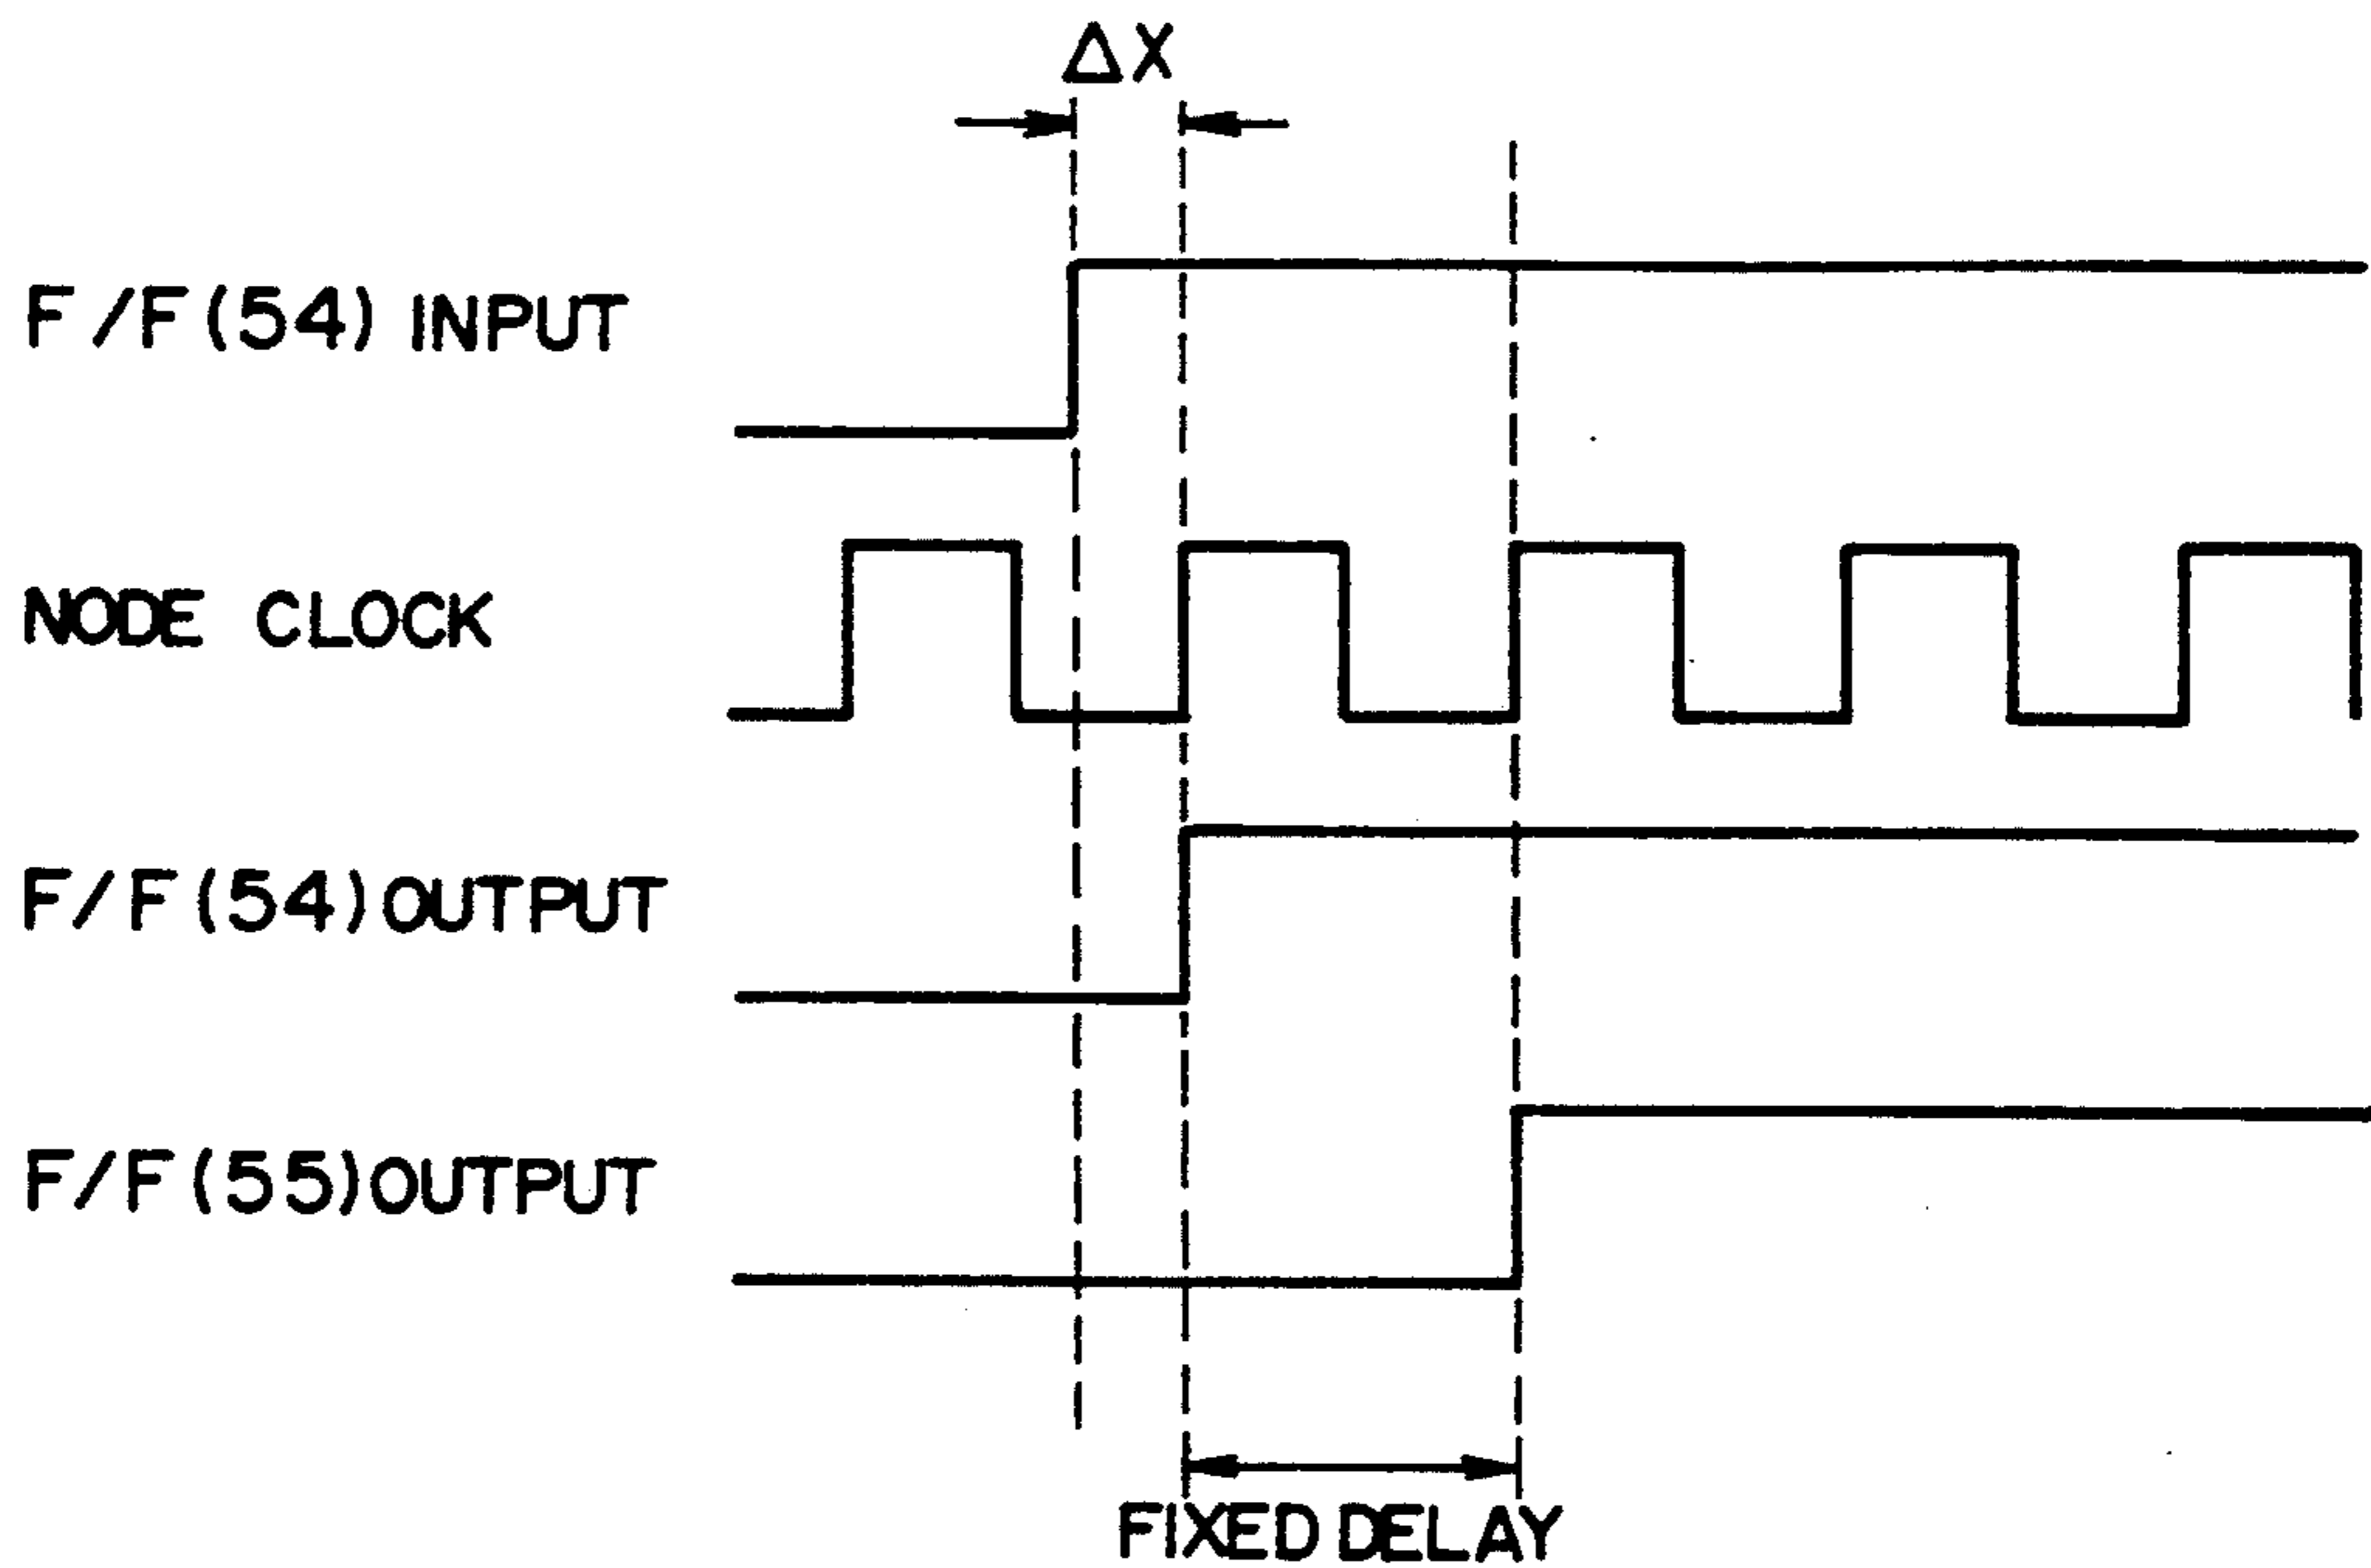 ΔX
F/F(54) INPUT
NODE CLOCK
F/F(54)OUTPUT
F/F(55)OUTPUT
FIXED DELAY